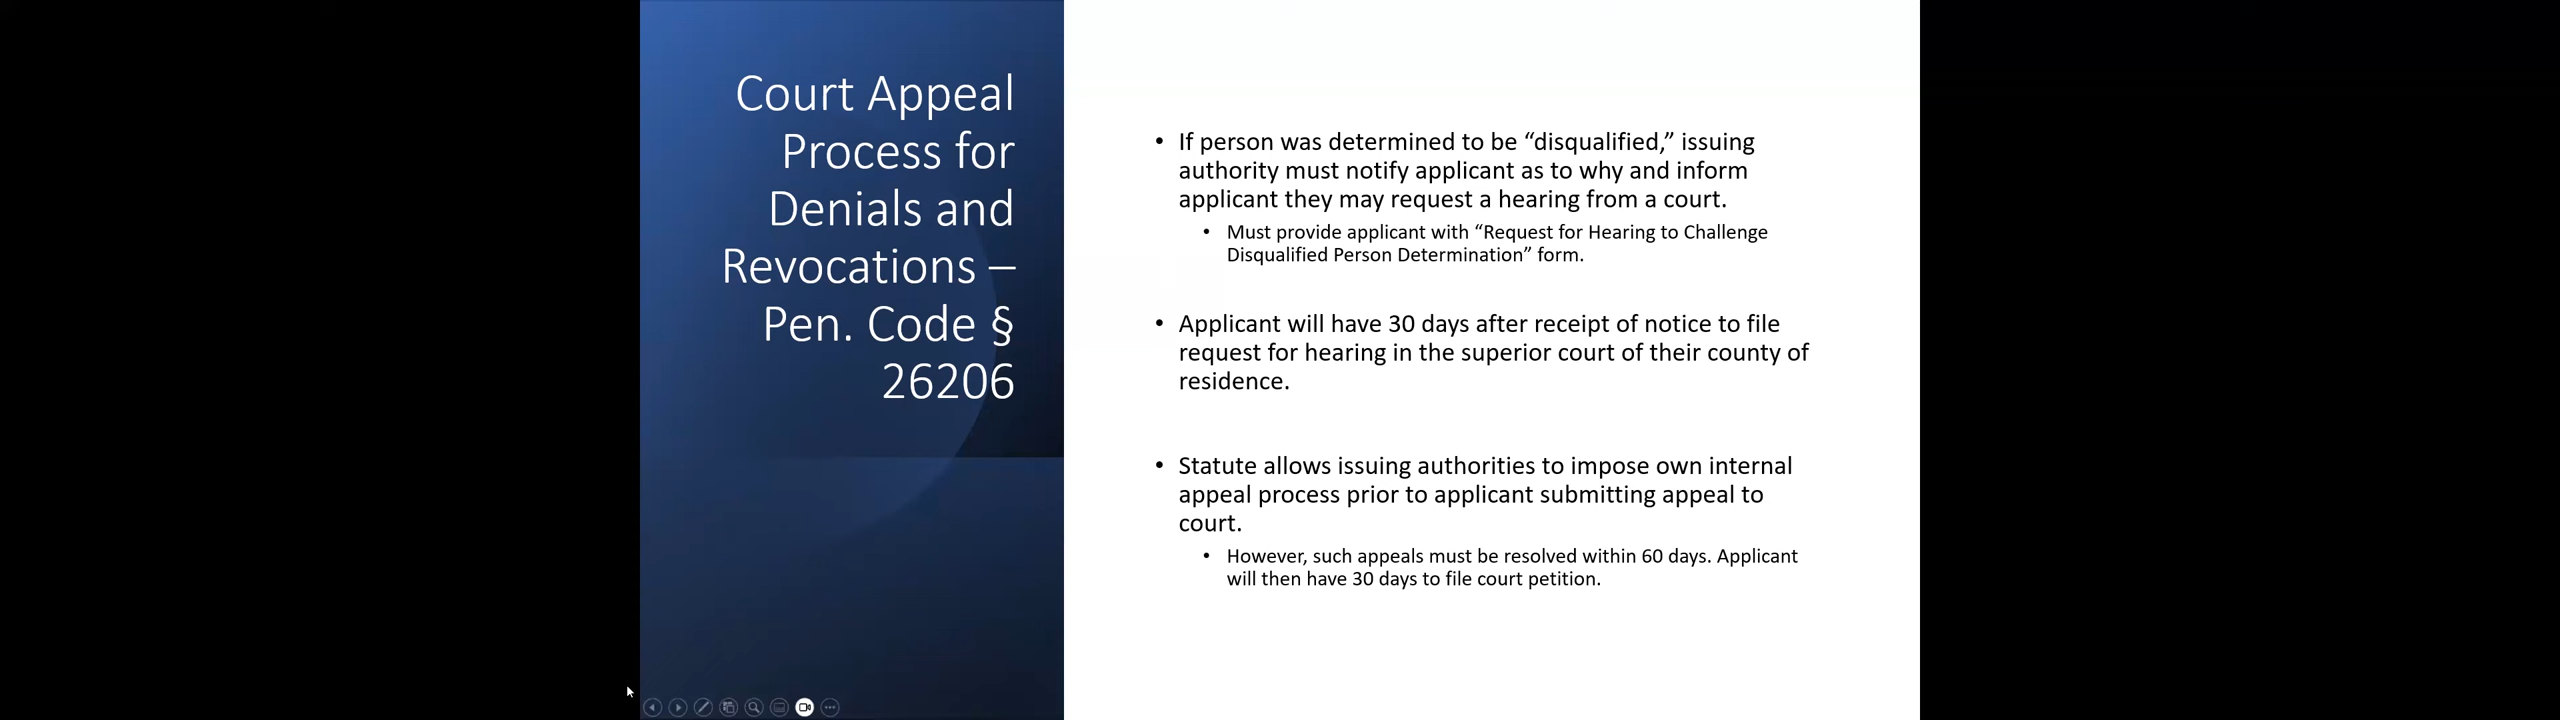 Court Appeal
Process for
Denials and
Revocations –
Pen. Code §
26206
• If person was determined to be “disqualified,” issuing
authority must notify applicant as to why and inform
applicant they may request a hearing from a court.
• Must provide applicant with “Request for Hearing to Challenge
Disqualified Person Determination” form.
• Applicant will have 30 days after receipt of notice to file
request for hearing in the superior court of their county of
residence.
• Statute allows issuing authorities to impose own internal
appeal process prior to applicant submitting appeal to
court.
• However, such appeals must be resolved within 60 days. Applicant
will then have 30 days to file court petition.